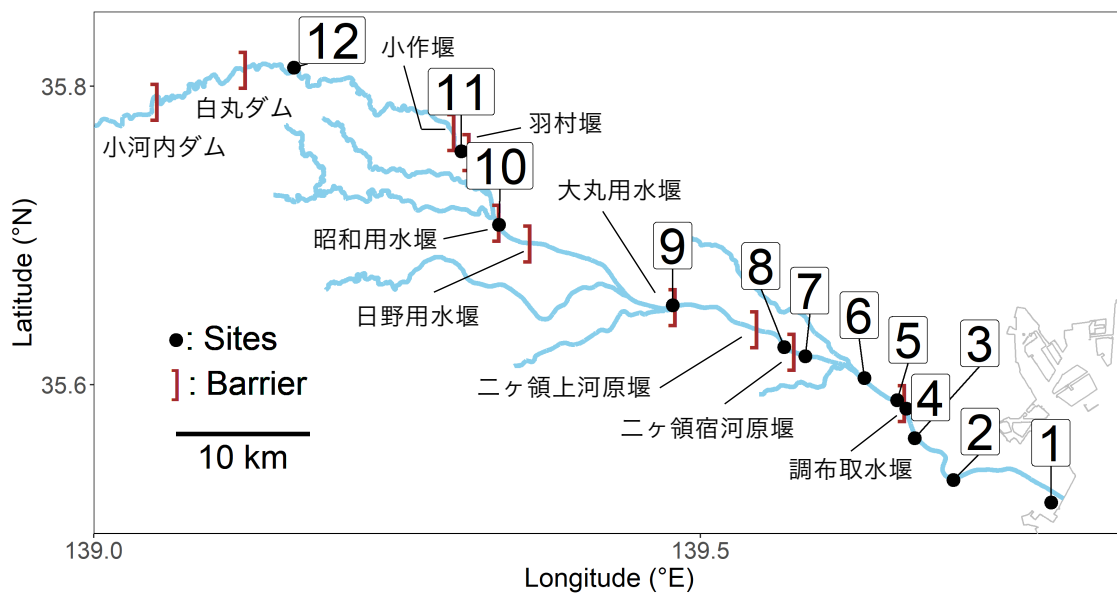 12
小作堰
35.8
11
羽村堰
白丸ダム
小河内ダム
10
大丸用水堰
昭和用水堰
9
8
7
6
5
3
日野用水堰
●: Sites
]: Barrier
10 km
35.6
二ヶ領上河原堰
4
二ヶ領宿河原堰
2
1
調布取水堰
139.0
139.5
Longitude (°E)
Latitude (°N)